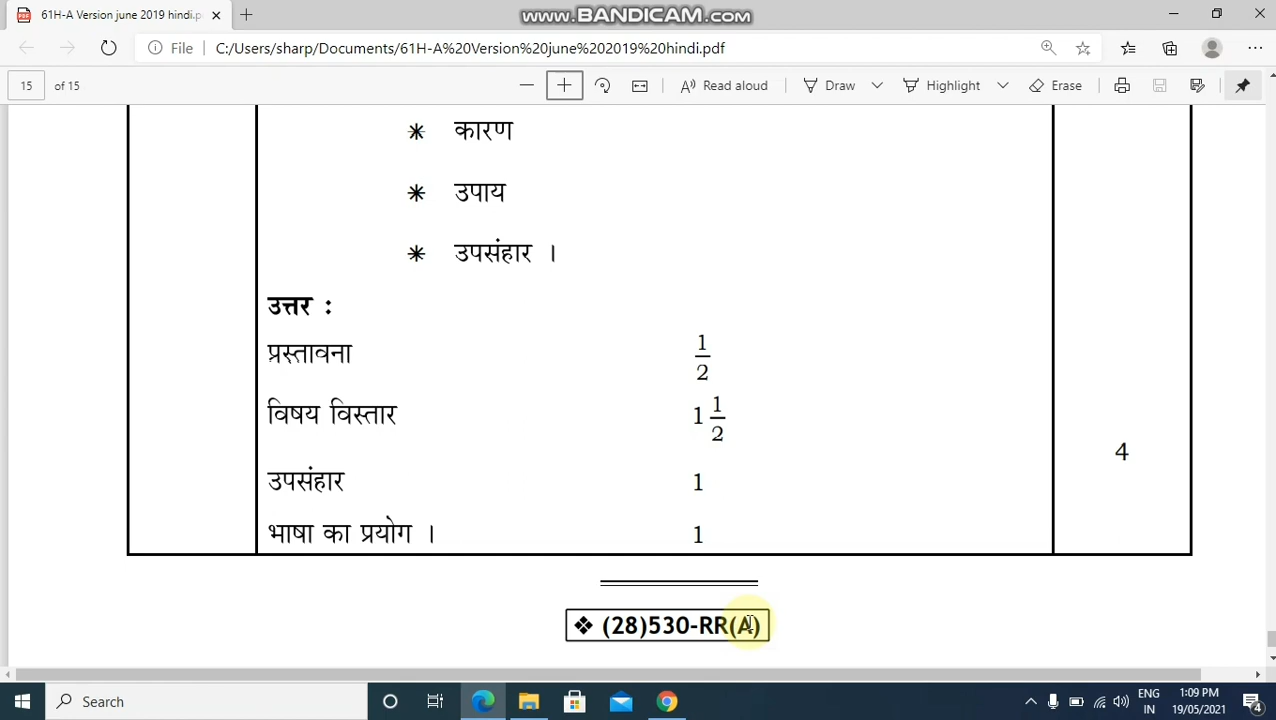 www.BANDICAM.com
61H-A Version june 2019 hindi.p
File C:/Users/sharp/Documents/61H-A%20Version%20june%202019%20hindi.pdf
15 of 15 Read aloud Draw Highlight Erase
* कारण
* उपाय
* उपसंहार ।
उत्तर :
प्रस्तावना 1/2
विषय विस्तार 1 1/2
4
उपसंहार 1
भाषा का प्रयोग । 1
❖ (28)530-RR(A)
Search ENG 1:09 PM
IN 19/05/2021 4